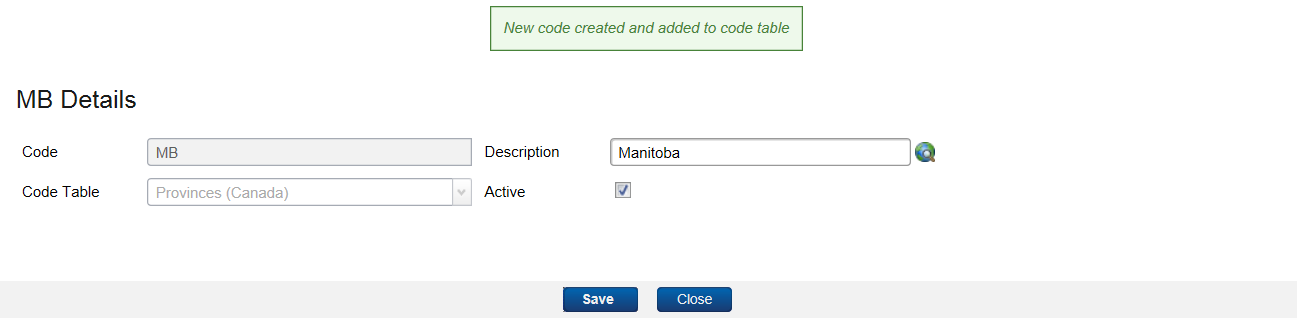 New code created and added to code table
MB Details
Code MB Description Manitoba
Code Table Provinces (Canada) Active
Save Close